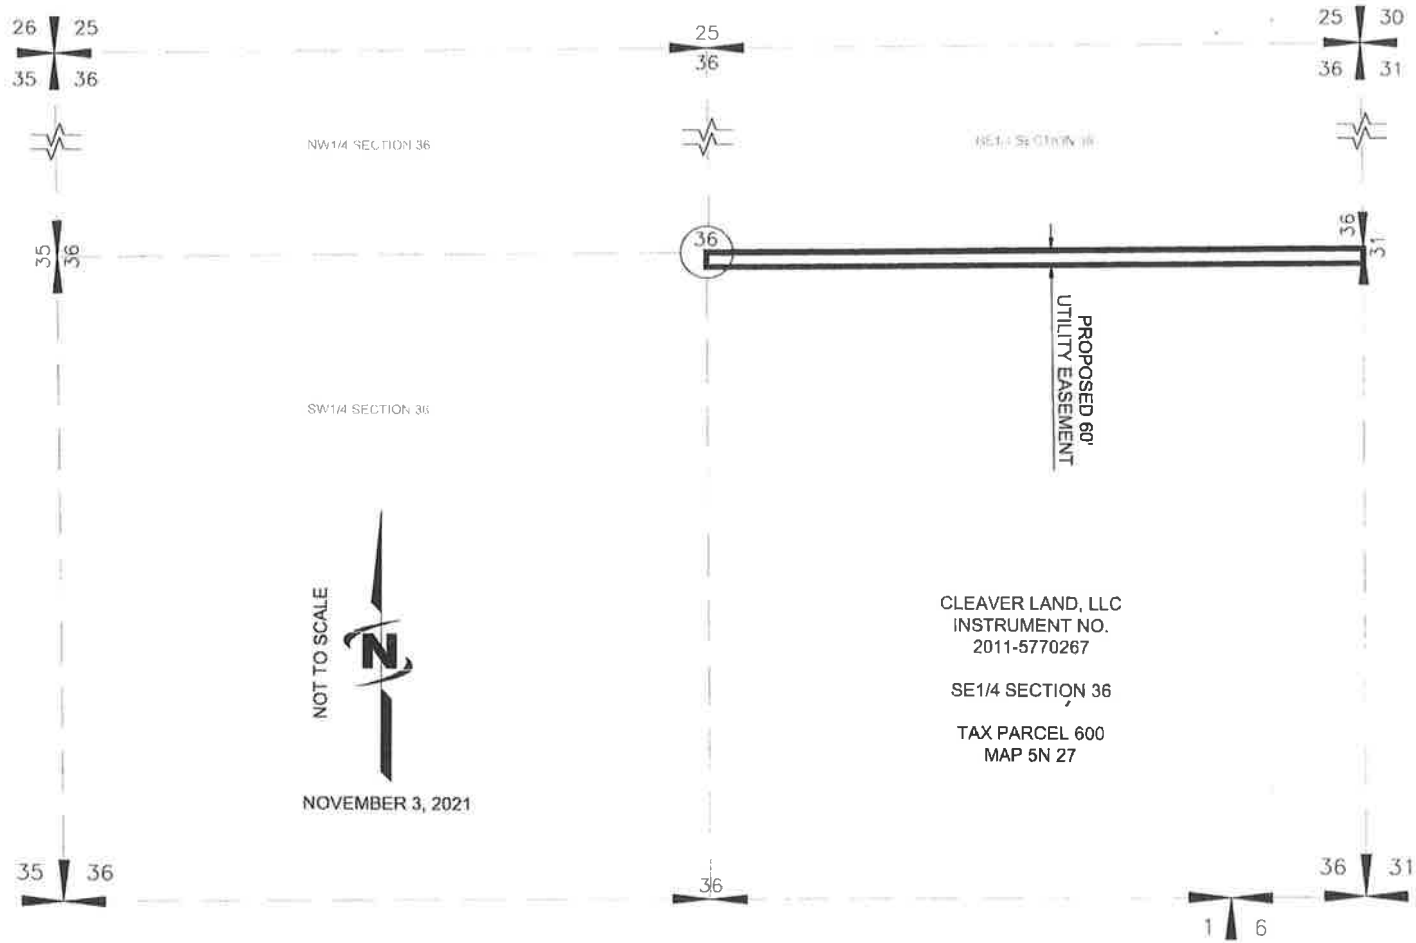 26 25
35 36
25
36
25 30
36 31
NW1/4 SECTION 36
35
36
36
36
31
PROPOSED 60'
UTILITY EASEMENT
SW1/4 SECTION 36
NOT TO SCALE
N
NOVEMBER 3, 2021
CLEAVER LAND, LLC
INSTRUMENT NO.
2011-5770267
SE1/4 SECTION 36
TAX PARCEL 600
MAP 5N 27
35 36
36
36 31
1 6